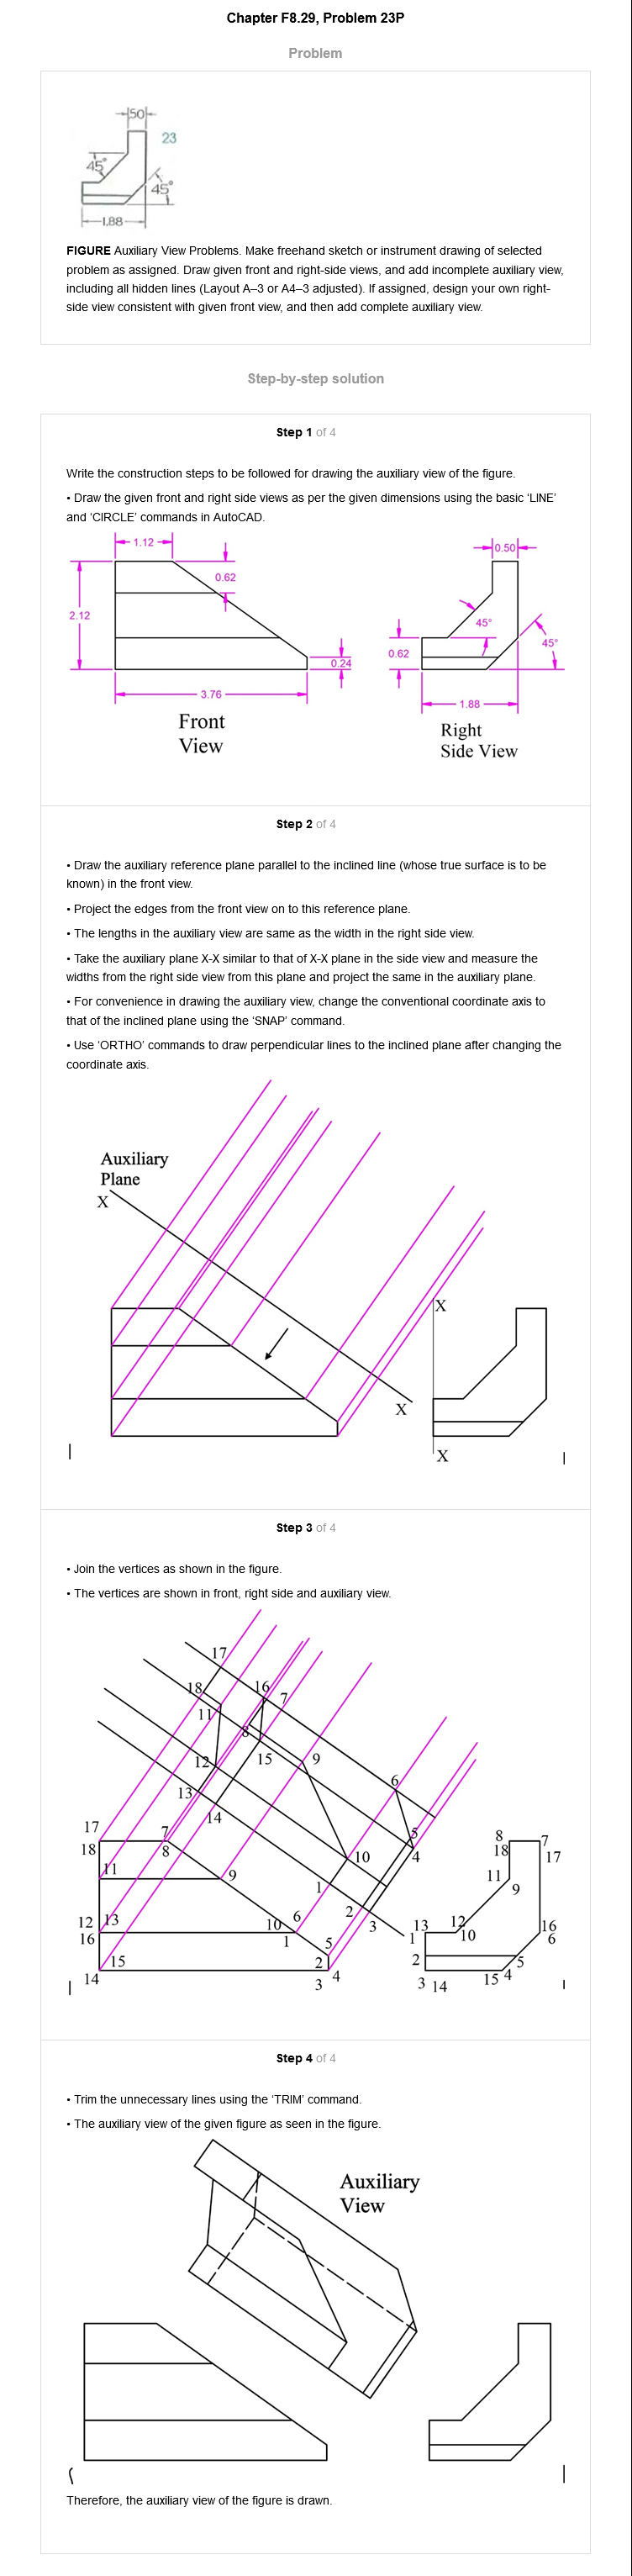 Chapter F8.29, Problem 23P
Problem
.50
23
45°
45°
1.88
FIGURE Auxiliary View Problems. Make freehand sketch or instrument drawing of selected
problem as assigned. Draw given front and right-side views, and add incomplete auxiliary view,
including all hidden lines (Layout A–3 or A4–3 adjusted). If assigned, design your own right-
side view consistent with given front view, and then add complete auxiliary view.
Step-by-step solution
Step 1 of 4
Write the construction steps to be followed for drawing the auxiliary view of the figure.
• Draw the given front and right side views as per the given dimensions using the basic ‘LINE’
and ‘CIRCLE’ commands in AutoCAD.
1.12
0.50
0.62
2.12
45°
45°
0.62
0.24
3.76
1.88
Front
View
Right
Side View
Step 2 of 4
• Draw the auxiliary reference plane parallel to the inclined line (whose true surface is to be
known) in the front view.
• Project the edges from the front view on to this reference plane.
• The lengths in the auxiliary view are same as the width in the right side view.
• Take the auxiliary plane X-X similar to that of X-X plane in the side view and measure the
widths from the right side view from this plane and project the same in the auxiliary plane.
• For convenience in drawing the auxiliary view, change the conventional coordinate axis to
that of the inclined plane using the ‘SNAP’ command.
• Use ‘ORTHO’ commands to draw perpendicular lines to the inclined plane after changing the
coordinate axis.
Auxiliary
Plane
X
X
X
X
Step 3 of 4
• Join the vertices as shown in the figure.
• The vertices are shown in front, right side and auxiliary view.
17
18
16
7
11
8
12
15
9
13
6
14
17
7
5
8
7
18
8
10
4
18
17
11
9
1
11
9
2
12
13
10
6
3
13
12
16
16
1
1
10
6
15
5
2
2
5
14
3
4
3
14
15
4
Step 4 of 4
• Trim the unnecessary lines using the ‘TRIM’ command.
• The auxiliary view of the given figure as seen in the figure.
Auxiliary
View
Therefore, the auxiliary view of the figure is drawn.